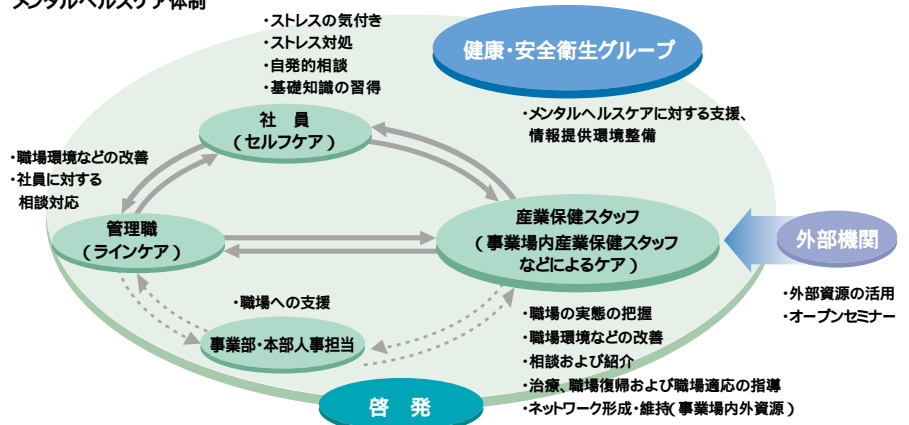 メンタルヘルスケア体制
・ストレスの気付き
・ストレス対処
・自発的相談
・基礎知識の習得
健康・安全衛生グループ
・メンタルヘルスケアに対する支援、
情報提供環境整備
社 員
(セルフケア)
・職場環境などの改善
・社員に対する
相談対応
管理職
(ラインケア)
産業保健スタッフ
(事業場内産業保健スタッフ
などによるケア)
外部機関
・外部資源の活用
・オープンセミナー
・職場への支援
事業部・本部人事担当
・職場の実態の把握
・職場環境などの改善
・相談および紹介
・治療、職場復帰および職場適応の指導
・ネットワーク形成・維持(事業場内外資源)
啓 発